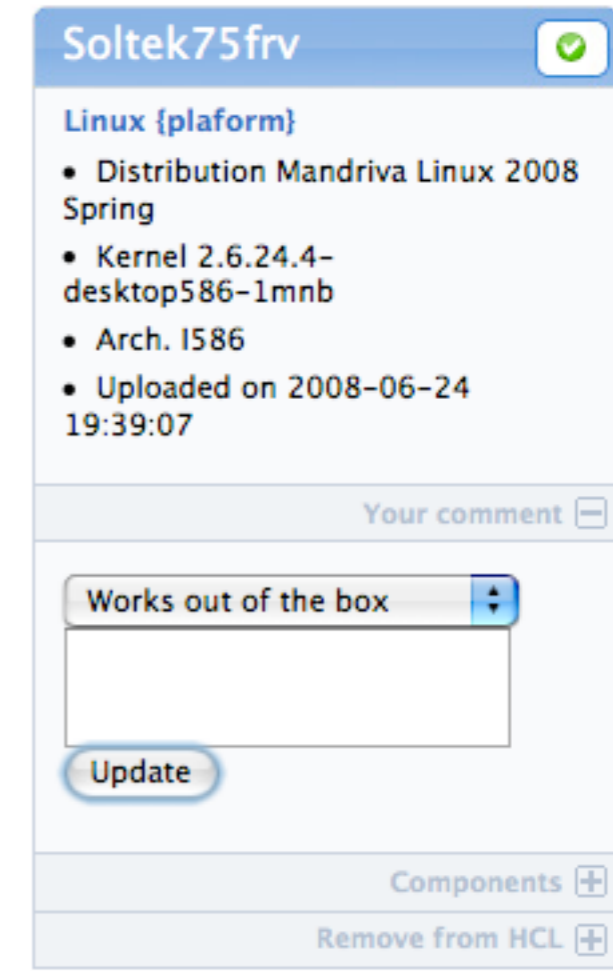 Soltek75frv
Linux {plaform}
• Distribution Mandriva Linux 2008
Spring
• Kernel 2.6.24.4-
desktop586-1mnb
• Arch. I586
• Uploaded on 2008-06-24
19:39:07
Your comment
Works out of the box
Update
Components
Remove from HCL